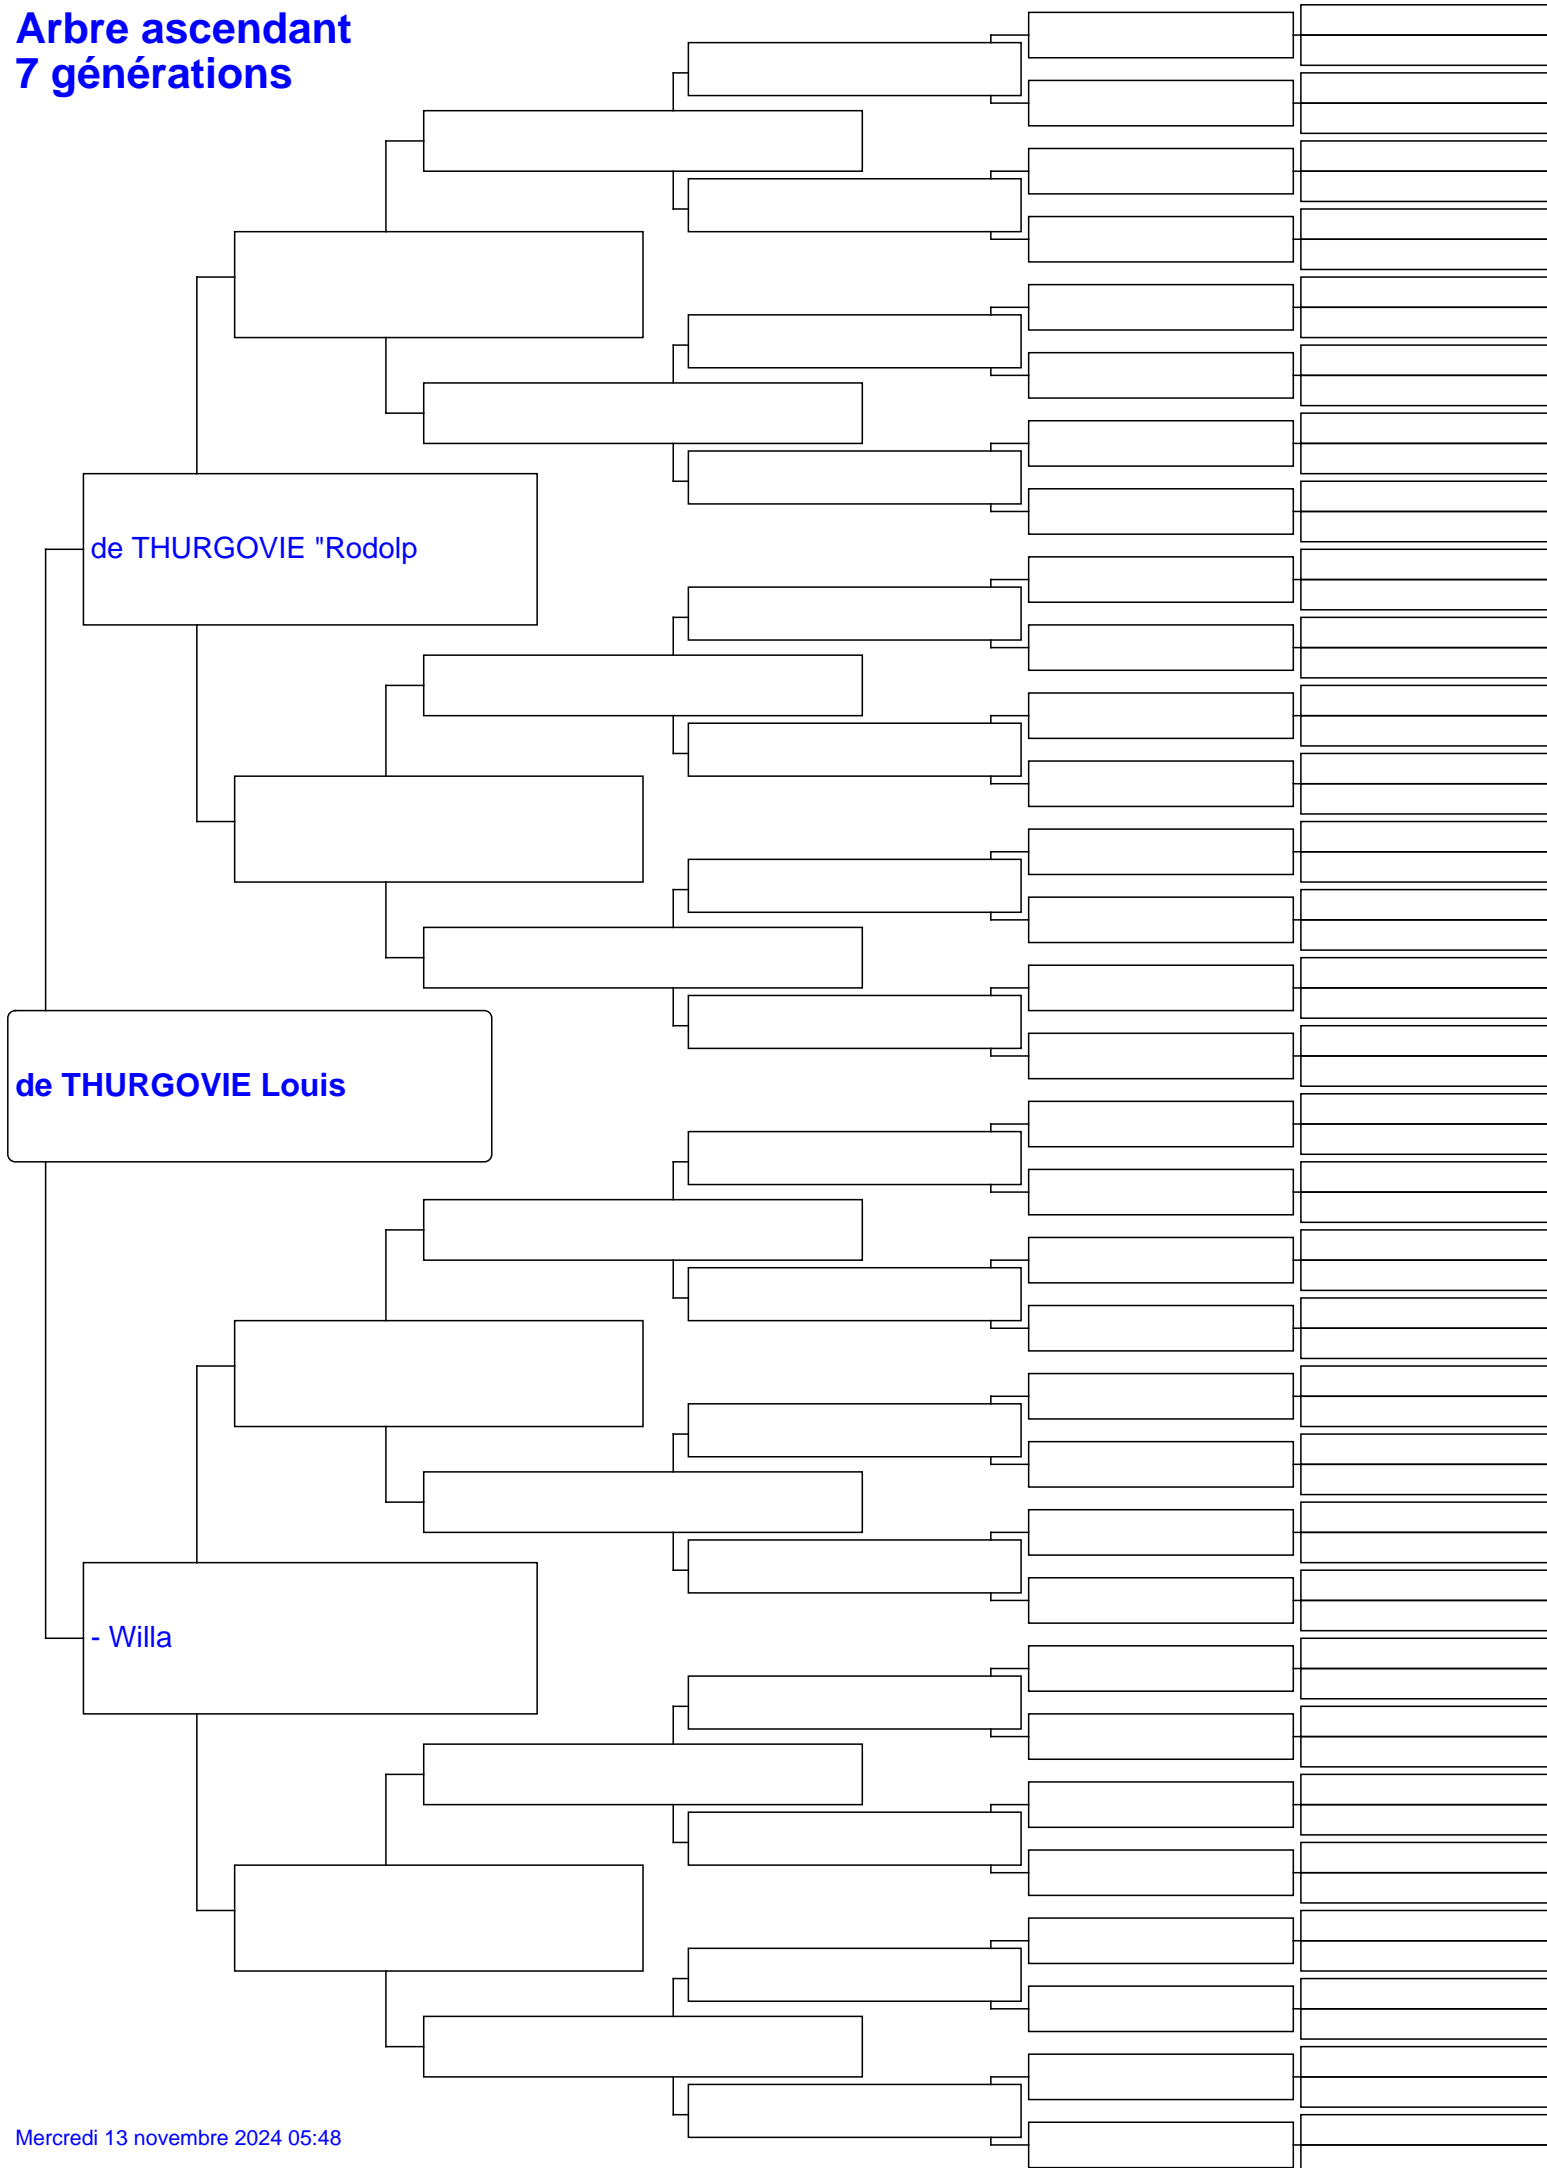 Arbre ascendant
7 générations
de THURGOVIE "Rodolp
de THURGOVIE Louis
- Willa
Mercredi 13 novembre 2024 05:48